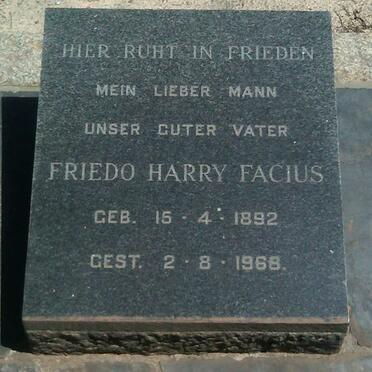 HIER RUHT IN FRIEDEN
MEIN LIEBER MANN
UNSER GUTER VATER
FRIEDO HARRY FACIUS
GEB. 15 · 4 · 1892
GEST. 2 · 8 · 1968.